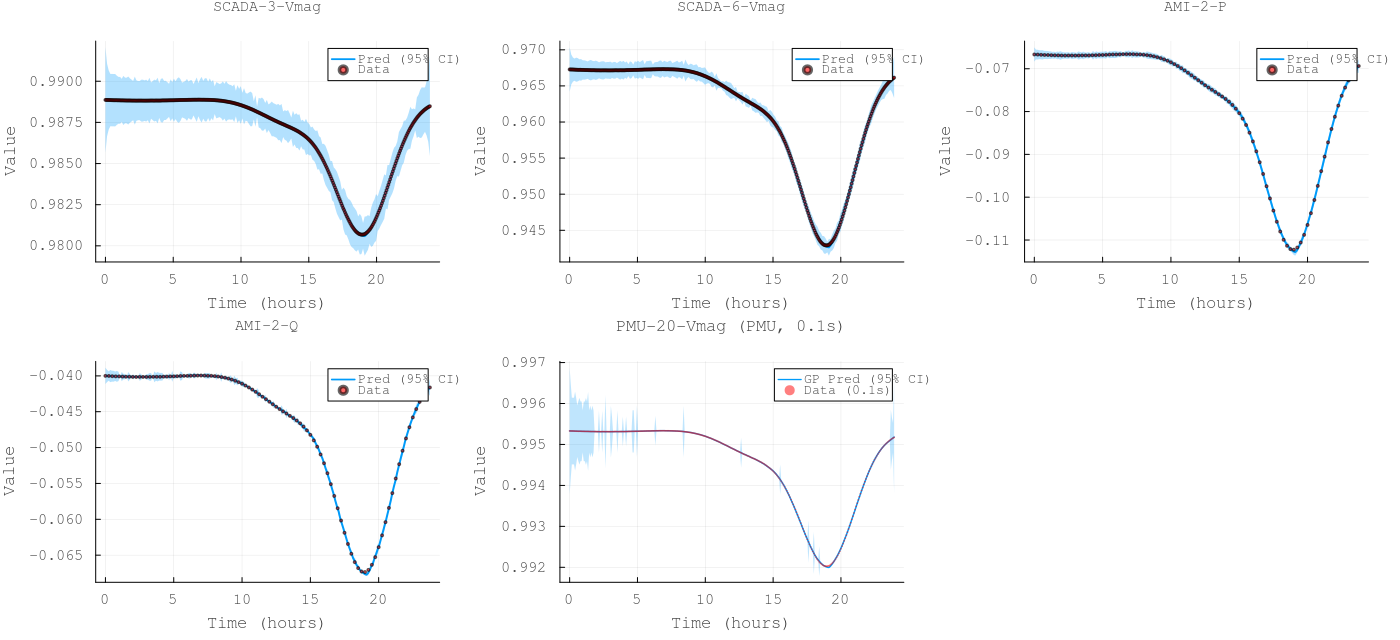 SCADA-3-Vmag
0.9900
0.9875
0.9850
0.9825
0.9800
Value
0 5 10 15 20
Time (hours)
Pred (95% CI)
Data
SCADA-6-Vmag
0.970
0.965
0.960
0.955
0.950
0.945
Value
0 5 10 15 20
Time (hours)
Pred (95% CI)
Data
AMI-2-P
-0.07
-0.08
-0.09
-0.10
-0.11
Value
0 5 10 15 20
Time (hours)
Pred (95% CI)
Data
AMI-2-Q
-0.040
-0.045
-0.050
-0.055
-0.060
-0.065
Value
0 5 10 15 20
Time (hours)
Pred (95% CI)
Data
PMU-20-Vmag (PMU, 0.1s)
0.997
0.996
0.995
0.994
0.993
0.992
Value
0 5 10 15 20
Time (hours)
GP Pred (95% CI)
Data (0.1s)